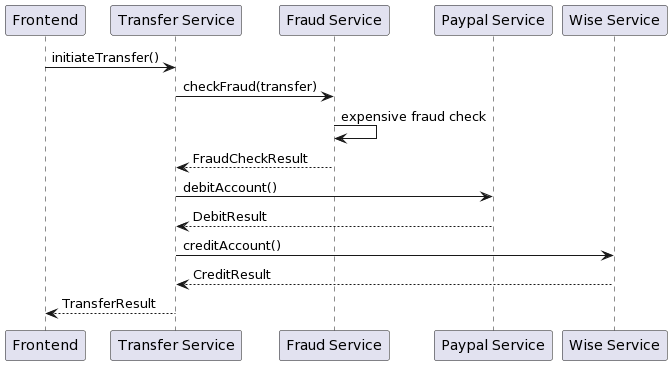 Frontend
Transfer Service
Fraud Service
Paypal Service
Wise Service
initiateTransfer()
checkFraud(transfer)
expensive fraud check
FraudCheckResult
debitAccount()
DebitResult
creditAccount()
CreditResult
TransferResult
Frontend
Transfer Service
Fraud Service
Paypal Service
Wise Service